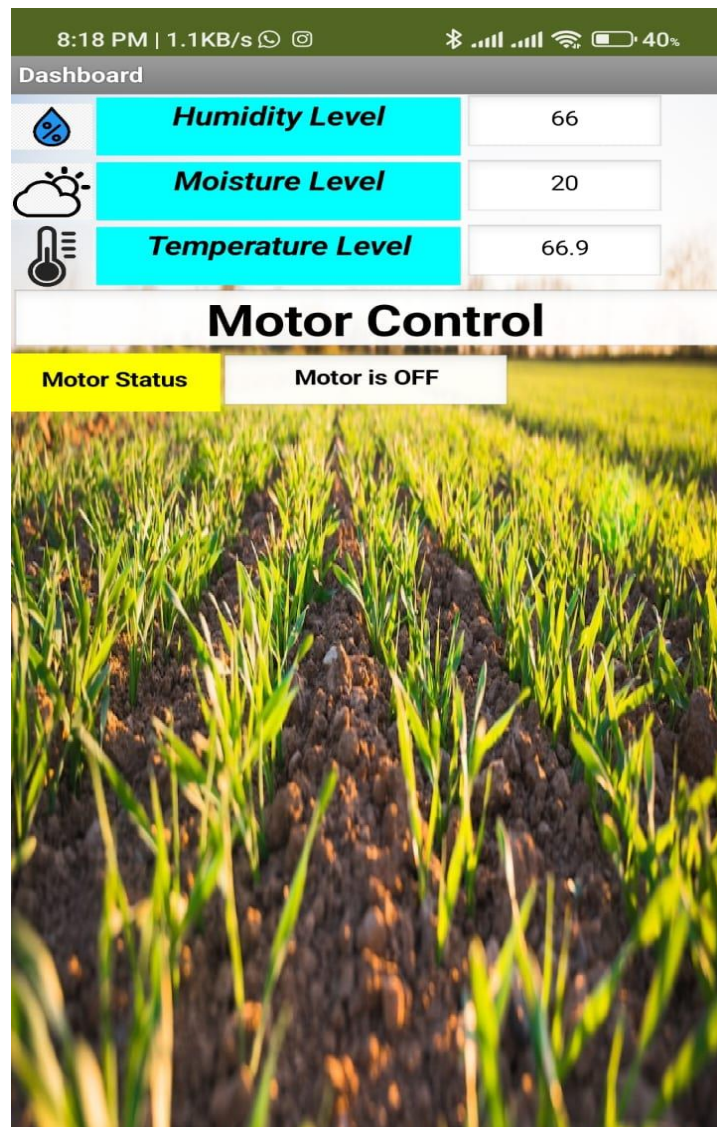 8:18 PM | 1.1KB/s 40%
Dashboard
% Humidity Level 66
Moisture Level 20
Temperature Level 66.9
Motor Control
Motor Status Motor is OFF